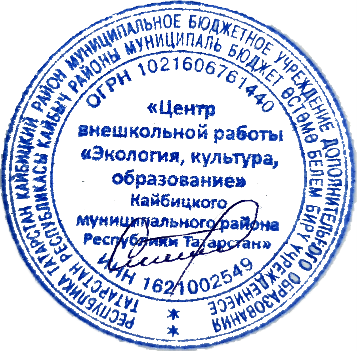 РЕСПУБЛИКА ТАТАРСТАН КАЙБИЦКИЙ РАЙОН МУНИЦИПАЛЬНОЕ БЮДЖЕТНОЕ УЧРЕЖДЕНИЕ ДОПОЛНИТЕЛЬНОГО ОБРАЗОВАНИЯ
ТАТАРСТАН РЕСПУБЛИКАСЫ КАЙБЫЧ РАЙОНЫ МУНИЦИПАЛЬ БЮДЖЕТ ӨСТӘМӘ БЕЛЕМ БИРҮ УЧРЕЖДЕНИЕСЕ
ОГРН 1021606761440
«Центр
внешкольной работы
«Экология, культура,
образование»
Кайбицкого
муниципального района
Республики Татарстан»
ИНН 1621002549